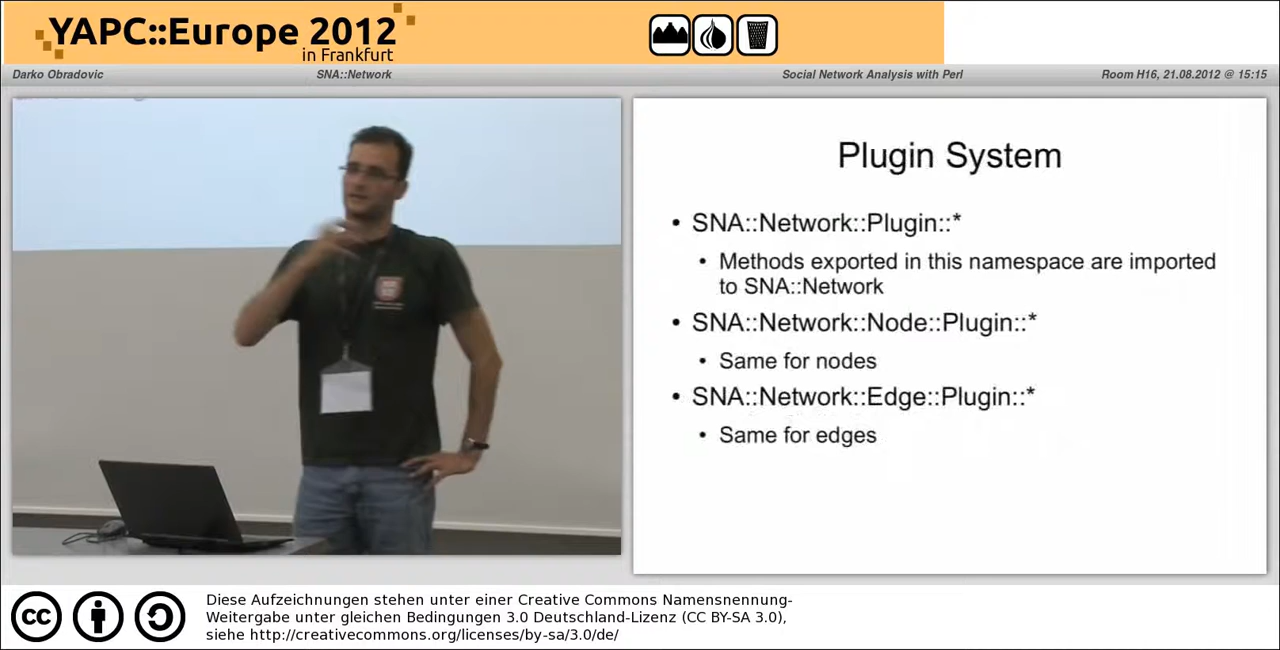 YAPC::Europe 2012
in Frankfurt
Darko Obradovic SNA::Network Social Network Analysis with Perl Room H16, 21.08.2012 @ 15:15
Plugin System
• SNA::Network::Plugin::*
• Methods exported in this namespace are imported
to SNA::Network
• SNA::Network::Node::Plugin::*
• Same for nodes
• SNA::Network::Edge::Plugin::*
• Same for edges
cc
Diese Aufzeichnungen stehen unter einer Creative Commons Namensnennung-
Weitergabe unter gleichen Bedingungen 3.0 Deutschland-Lizenz (CC BY-SA 3.0),
siehe http://creativecommons.org/licenses/by-sa/3.0/de/